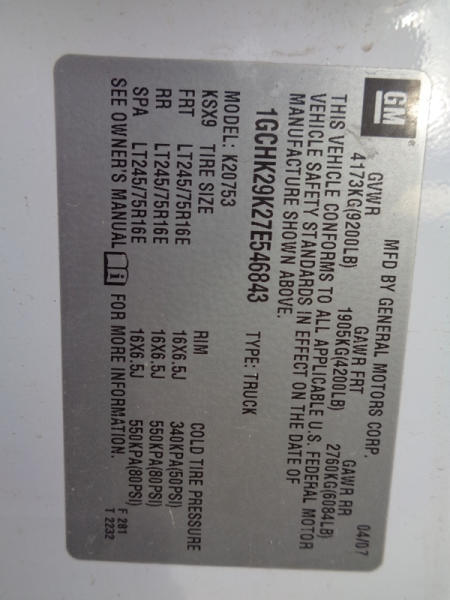 GM
MFD BY GENERAL MOTORS CORP. 04/07
GVWR GAWR FRT GAWR RR
4173KG(9200LB) 1905KG(4200LB) 2760KG(6084LB)
THIS VEHICLE CONFORMS TO ALL APPLICABLE U.S. FEDERAL MOTOR
VEHICLE SAFETY STANDARDS IN EFFECT ON THE DATE OF
MANUFACTURE SHOWN ABOVE.
1GCHK29K27E546843 TYPE: TRUCK
MODEL: K20753
KSX9 TIRE SIZE RIM COLD TIRE PRESSURE
FRT LT245/75R16E 16X6.5J 340KPA(50PSI)
RR LT245/75R16E 16X6.5J 550KPA(80PSI)
SPA LT245/75R16E 16X6.5J 550KPA(80PSI)
SEE OWNER'S MANUAL i FOR MORE INFORMATION.
F 281
T 2232